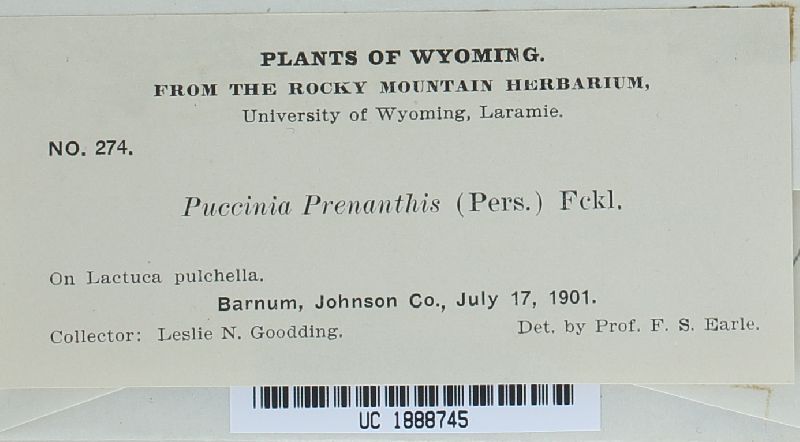 PLANTS OF WYOMING.
FROM THE ROCKY MOUNTAIN HERBARIUM,
University of Wyoming, Laramie.
NO. 274.
Puccinia Prenanthis (Pers.) Fckl.
On Lactuca pulchella.
Barnum, Johnson Co., July 17, 1901.
Collector: Leslie N. Goodding. Det. by Prof. F. S. Earle.
UC 1888745